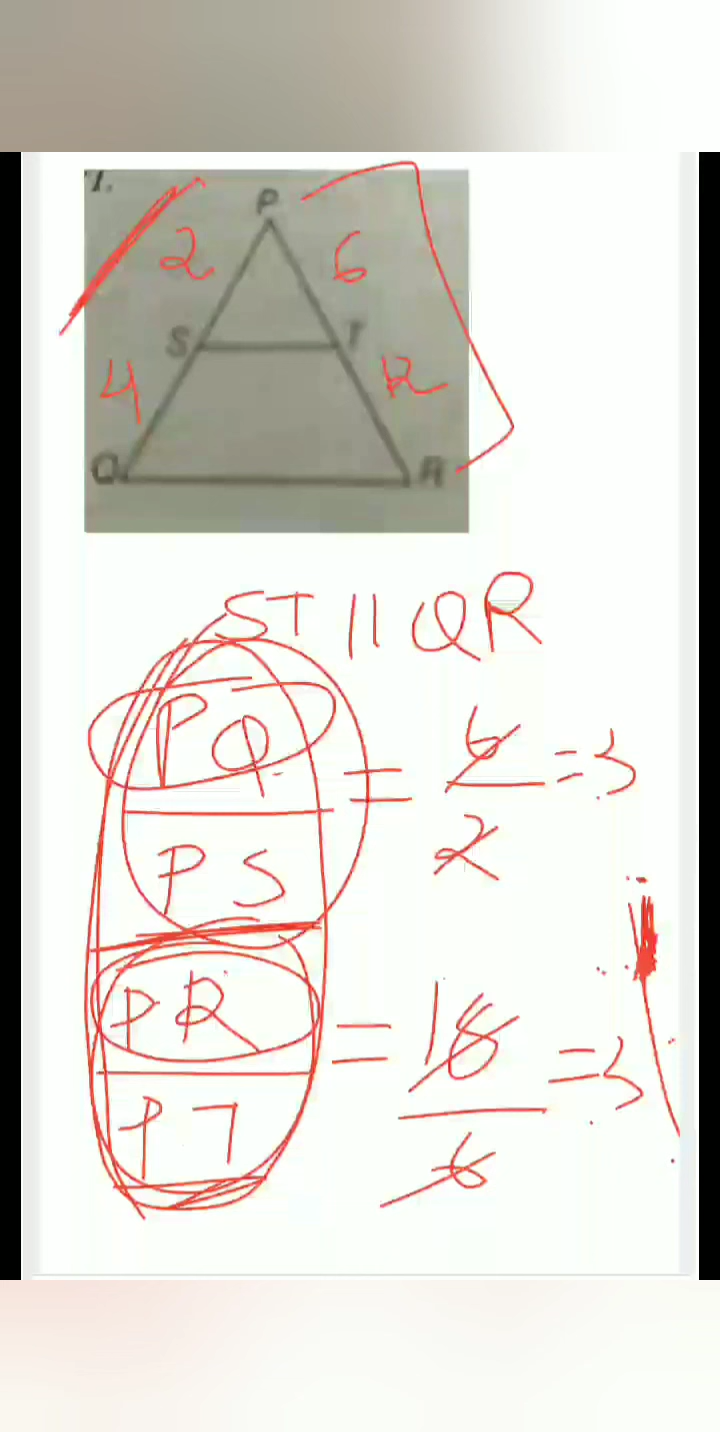 7.
P
2 6
S T
4 12
Q R
ST || QR
PQ/PS = 6/2 = 3
PR/PT = 18/6 = 3